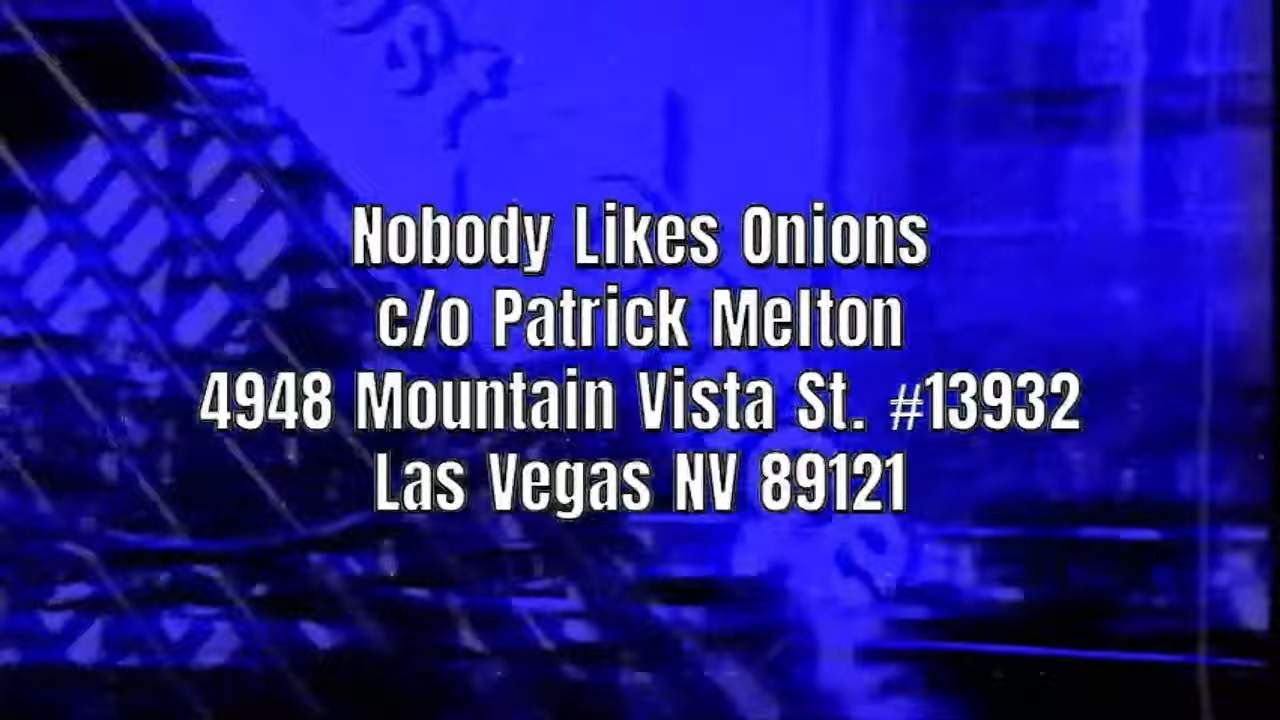 Nobody Likes Onions
c/o Patrick Melton
4948 Mountain Vista St. #13932
Las Vegas NV 89121